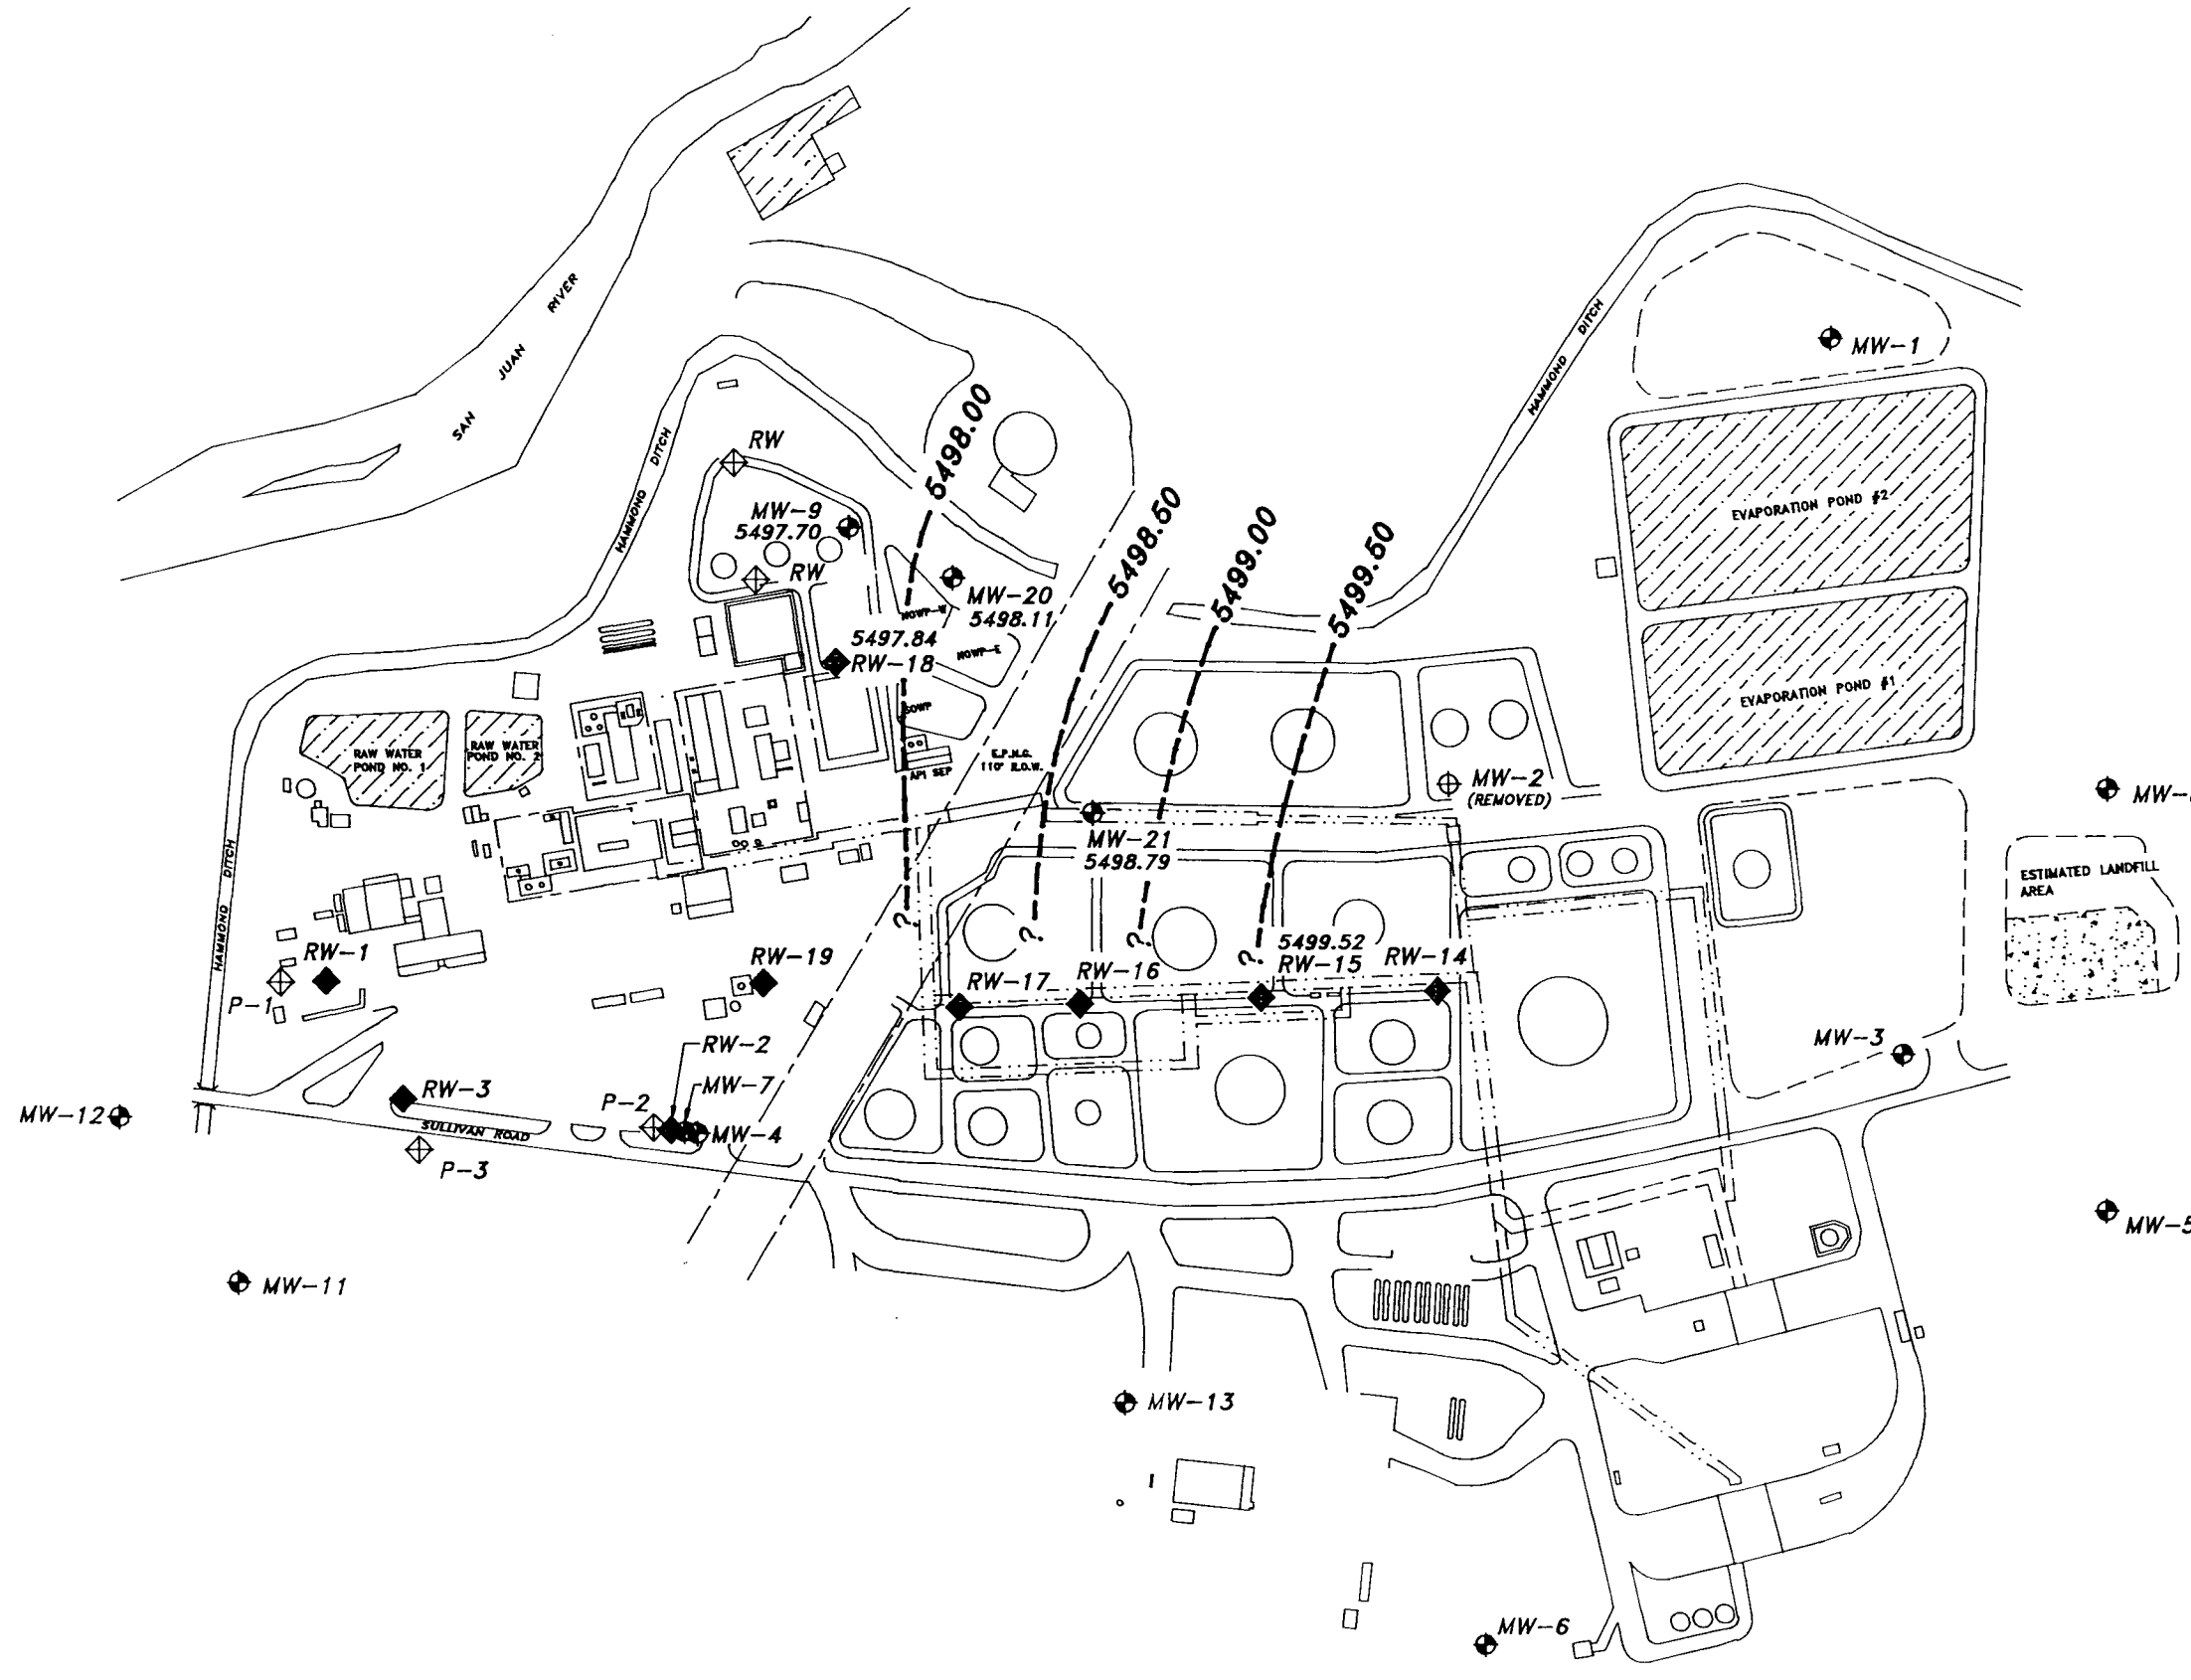 SAN JUAN RIVER
HAMMOND DITCH
MW-1
5498.00
RW
HAMMOND DITCH
5498.50
5499.00
5499.50
EVAPORATION POND #2
MW-9
5497.70
RW
MW-20
5498.11
NOWP-W
5497.84
RW-18
NOWP-E
EVAPORATION POND #1
SOWP
RAW WATER
POND NO. 1
RAW WATER
POND NO. 2
E.P.N.G.
110' R.O.W.
API SEP
MW-2
(REMOVED)
MW-
MW-21
5498.79
HAMMOND DITCH
ESTIMATED LANDFILL
AREA
?
?
?
?
5499.52
RW-15
RW-14
RW-1
RW-19
RW-17
RW-16
P-1
MW-3
RW-2
MW-7
RW-3
P-2
MW-12
SULLIVAN ROAD
MW-4
P-3
MW-5
MW-11
MW-13
MW-6